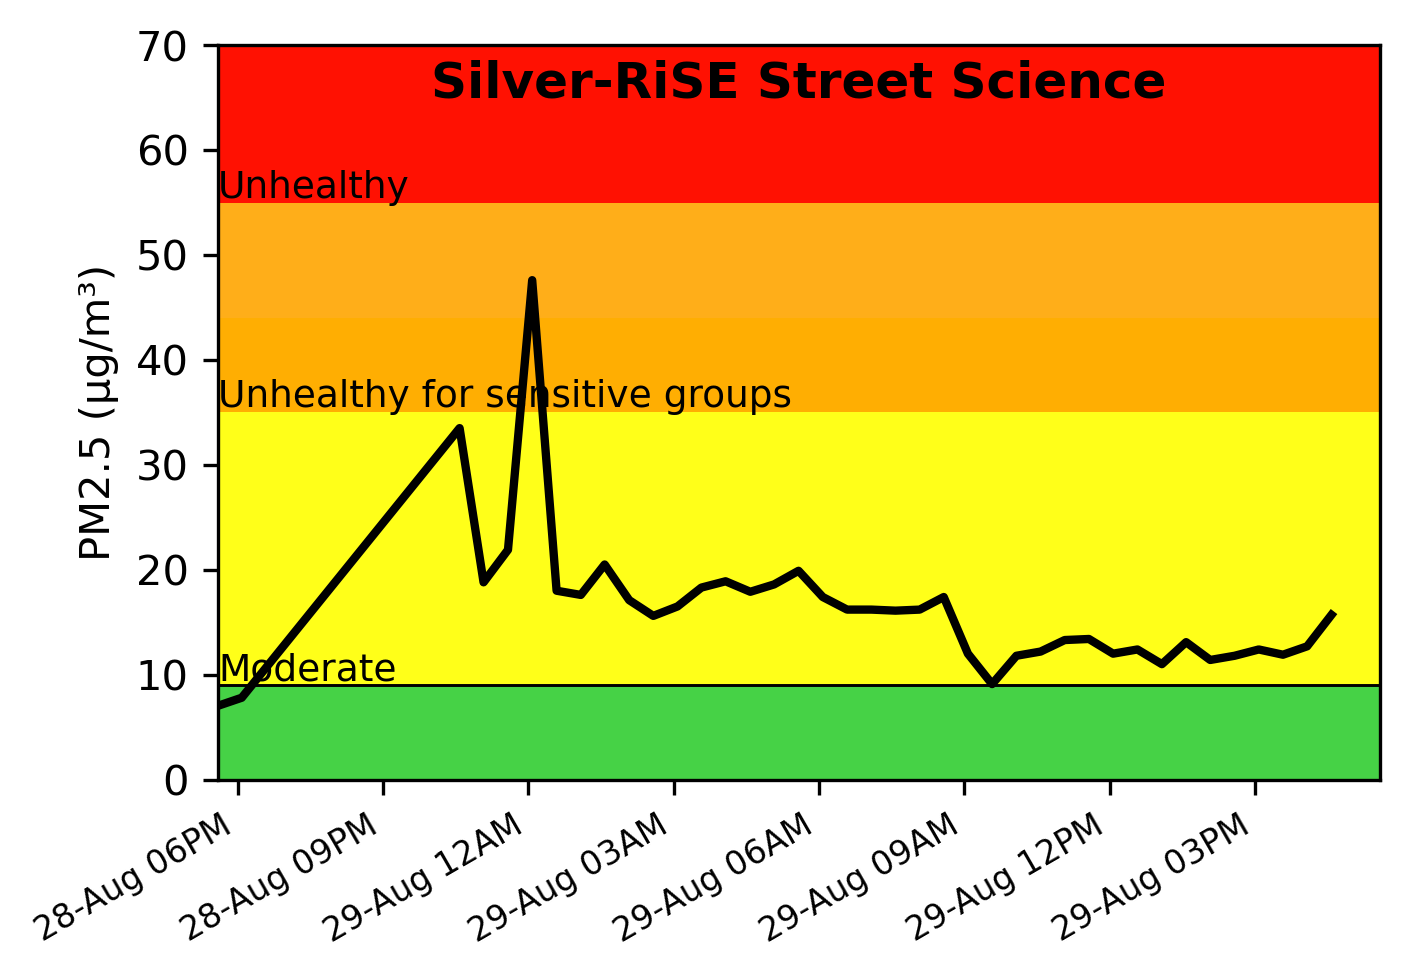 Silver-RiSE Street Science
70
60
Unhealthy
50
40
Unhealthy for sensitive groups
30
20
Moderate
10
0
PM2.5 (µg/m³)
28-Aug 06PM
28-Aug 09PM
29-Aug 12AM
29-Aug 03AM
29-Aug 06AM
29-Aug 09AM
29-Aug 12PM
29-Aug 03PM